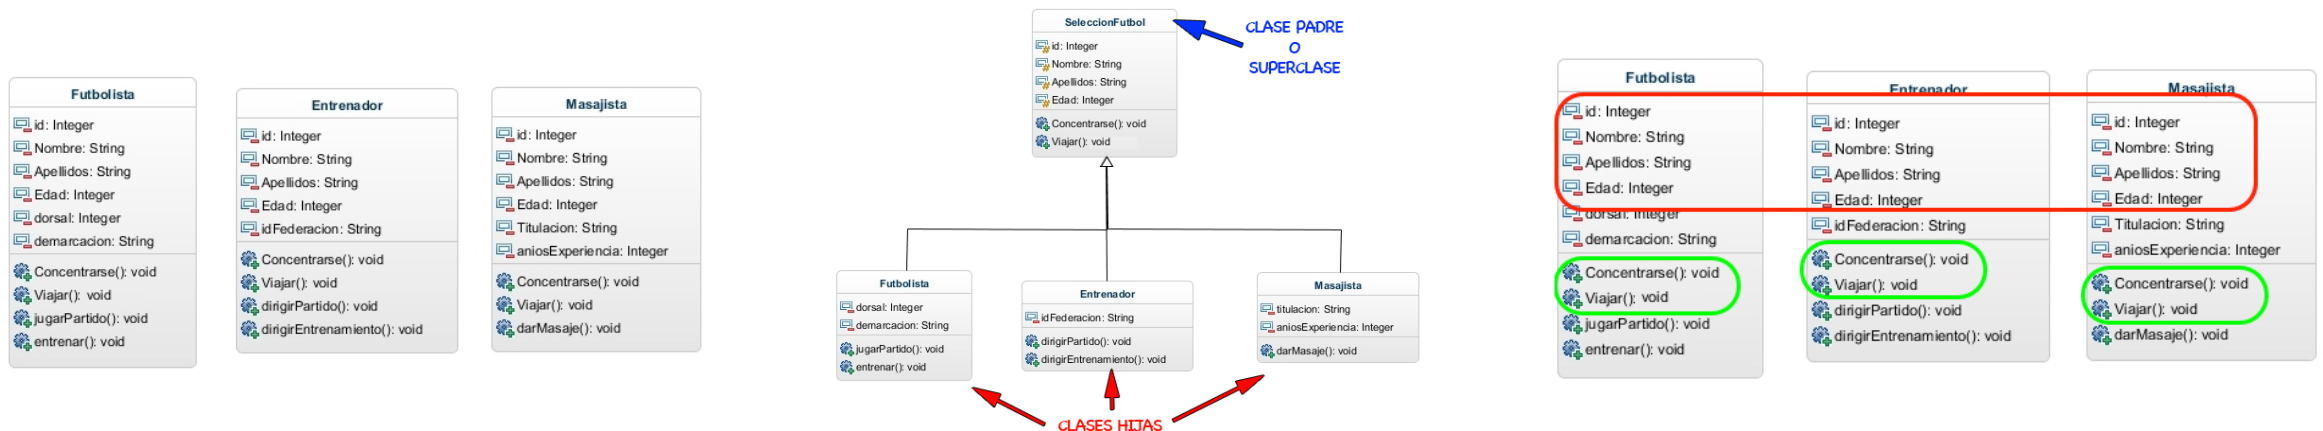 Futbolista
id: Integer
Nombre: String
Apellidos: String
Edad: Integer
dorsal: Integer
demarcacion: String
Concentrarse(): void
Viajar(): void
jugarPartido(): void
entrenar(): void
Entrenador
id: Integer
Nombre: String
Apellidos: String
Edad: Integer
idFederacion: String
Concentrarse(): void
Viajar(): void
dirigirPartido(): void
dirigirEntrenamiento(): void
Masajista
id: Integer
Nombre: String
Apellidos: String
Edad: Integer
Titulacion: String
aniosExperiencia: Integer
Concentrarse(): void
Viajar(): void
darMasaje(): void
SeleccionFutbol
id: Integer
Nombre: String
Apellidos: String
Edad: Integer
Concentrarse(): void
Viajar(): void
CLASE PADRE
O
SUPERCLASE
Futbolista
dorsal: Integer
demarcacion: String
jugarPartido(): void
entrenar(): void
Entrenador
idFederacion: String
dirigirPartido(): void
dirigirEntrenamiento(): void
Masajista
titulacion: String
aniosExperiencia: Integer
darMasaje(): void
CLASES HIJAS
Futbolista
id: Integer
Nombre: String
Apellidos: String
Edad: Integer
dorsal: Integer
demarcacion: String
Concentrarse(): void
Viajar(): void
jugarPartido(): void
entrenar(): void
Entrenador
id: Integer
Nombre: String
Apellidos: String
Edad: Integer
idFederacion: String
Concentrarse(): void
Viajar(): void
dirigirPartido(): void
dirigirEntrenamiento(): void
Masajista
id: Integer
Nombre: String
Apellidos: String
Edad: Integer
Titulacion: String
aniosExperiencia: Integer
Concentrarse(): void
Viajar(): void
darMasaje(): void